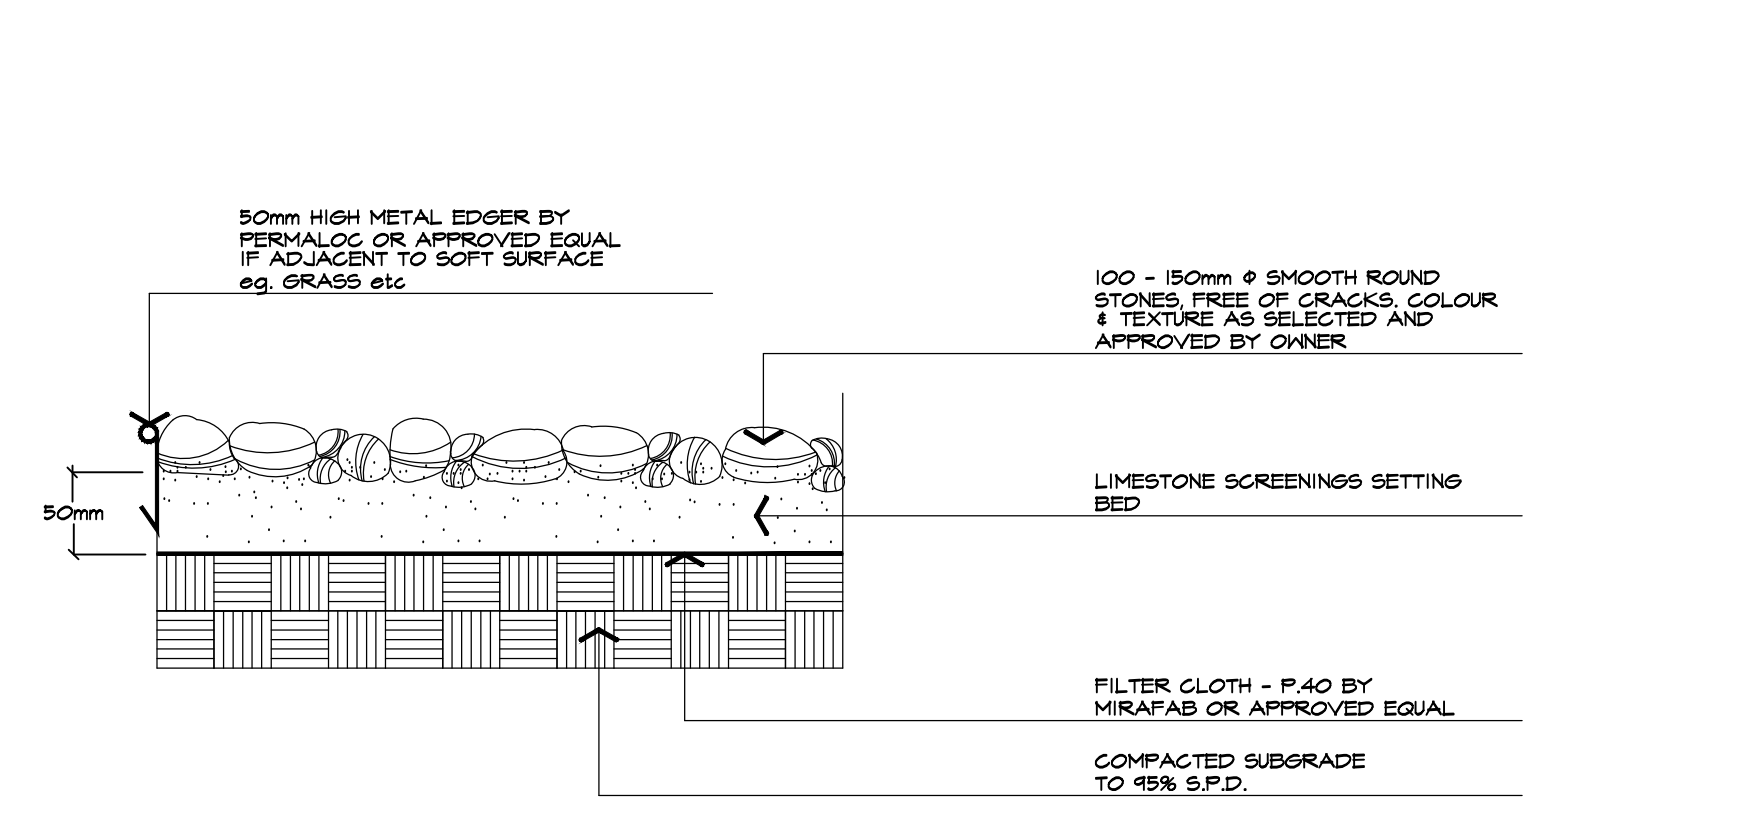 50mm HIGH METAL EDGER BY
PERMALOC OR APPROVED EQUAL
IF ADJACENT TO SOFT SURFACE
eg. GRASS etc
100 - 150mm Φ SMOOTH ROUND
STONES, FREE OF CRACKS. COLOUR
& TEXTURE AS SELECTED AND
APPROVED BY OWNER
LIMESTONE SCREENINGS SETTING
BED
50mm
FILTER CLOTH - P.40 BY
MIRAFAB OR APPROVED EQUAL
COMPACTED SUBGRADE
TO 95% S.P.D.